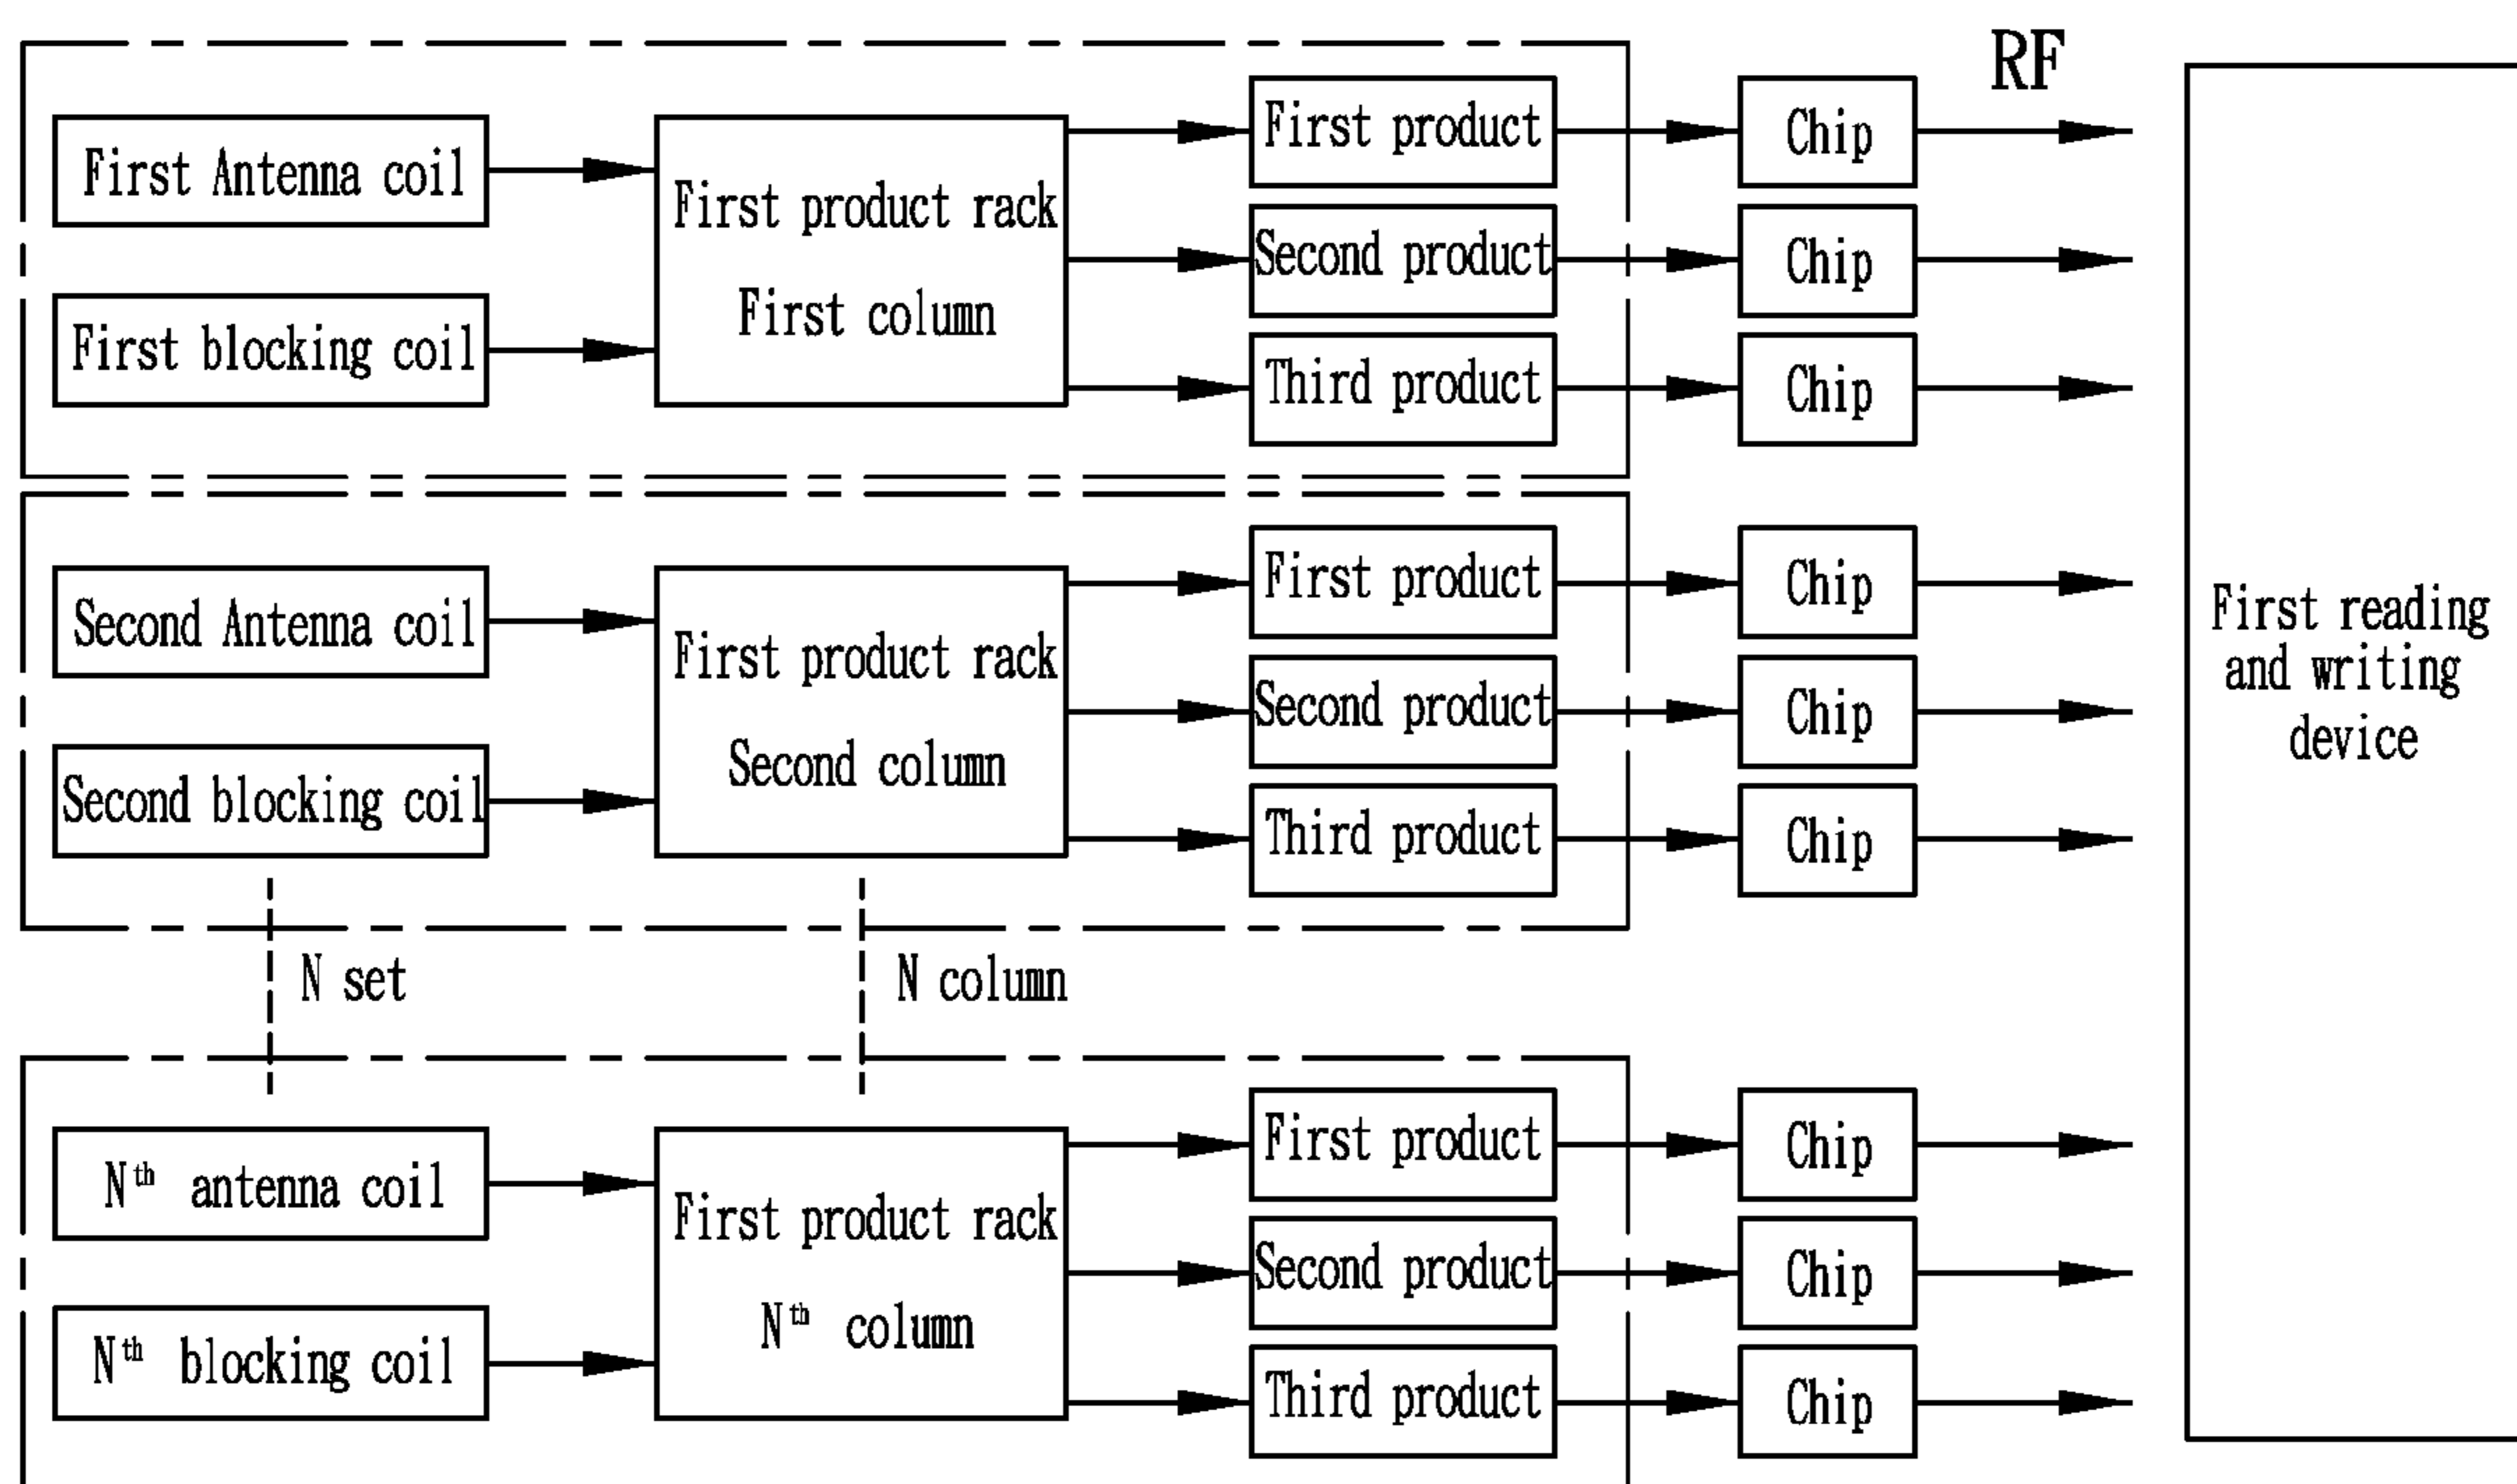 RF
First Antenna coil
First blocking coil
First product rack
First column
First product
Second product
Third product
Chip
Chip
Chip
Second Antenna coil
Second blocking coil
First product rack
Second column
First product
Second product
Third product
Chip
Chip
Chip
First reading
and writing
device
N set
N column
Nth antenna coil
Nth blocking coil
First product rack
Nth column
First product
Second product
Third product
Chip
Chip
Chip